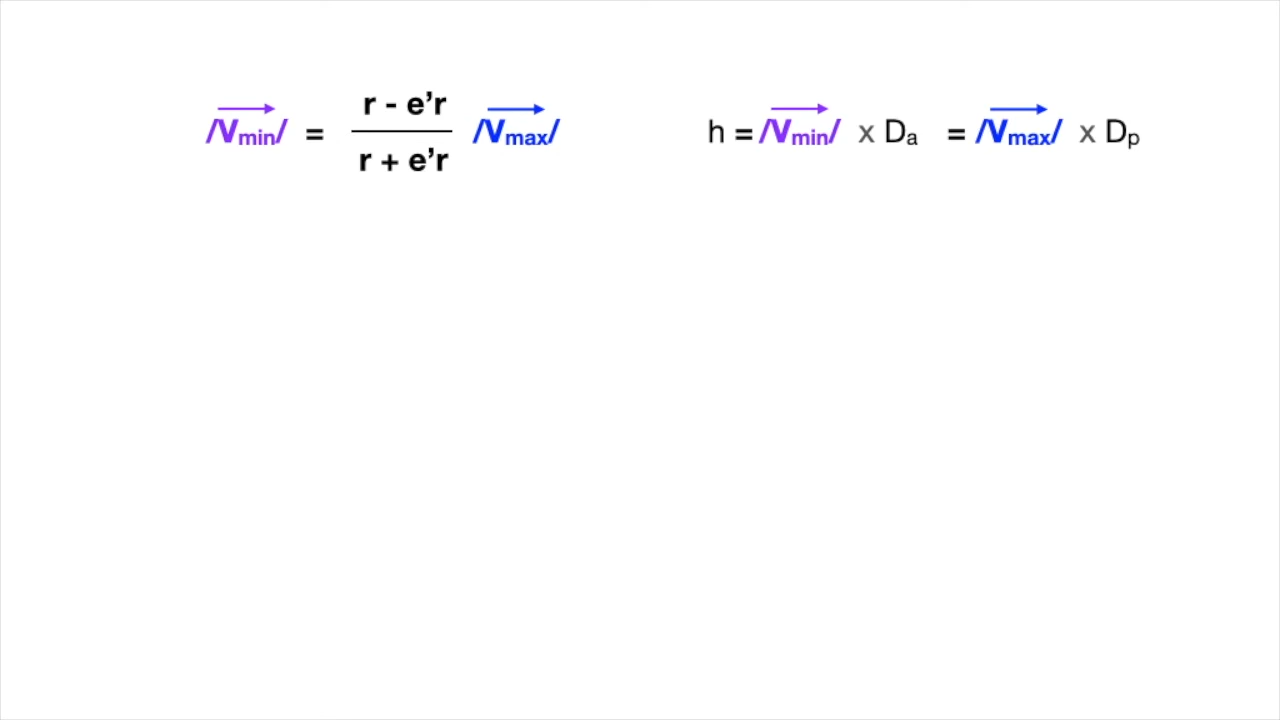 /Vmin/ = r - e’r / r + e’r /Vmax/
h = /Vmin/ x Da = /Vmax/ x Dp